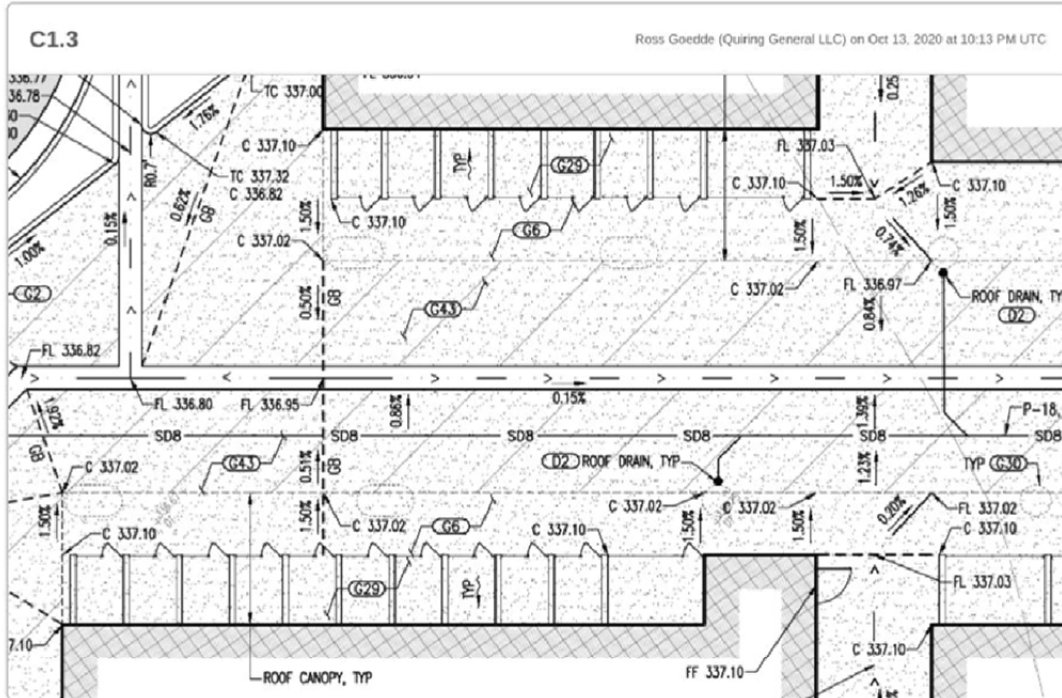 C1.3
Ross Goedde (Quiring General LLC) on Oct 13, 2020 at 10:13 PM UTC
336.78
TC 337.00
1.76%
C 337.10
R0.7'
TC 337.32
C 336.82
0.62%
GB
0.15%
1.00%
G2
1.50%
C 337.10
C 337.02
TYP
G29
G6
G43
0.50%
GB
FL 337.03
C 337.10
1.50%
1.26%
C 337.10
1.50%
1.50%
0.74%
C 337.02
FL 336.97
0.84%
ROOF DRAIN, TY
D2
FL 336.82
FL 336.80
FL 336.95
0.86%
0.15%
1.39%
P-18,
SD8
SD8
SD8
SD8
SD8
SD8
GB
C 337.02
G43
0.51%
GB
D2
ROOF DRAIN, TYP
1.23%
TYP
G30
1.50%
1.50%
C 337.02
G6
C 337.02
C 337.02
1.50%
1.50%
0.20%
FL 337.02
C 337.10
C 337.10
C 337.10
G29
TYP
FL 337.03
7.10
ROOF CANOPY, TYP
FF 337.10
C 337.10